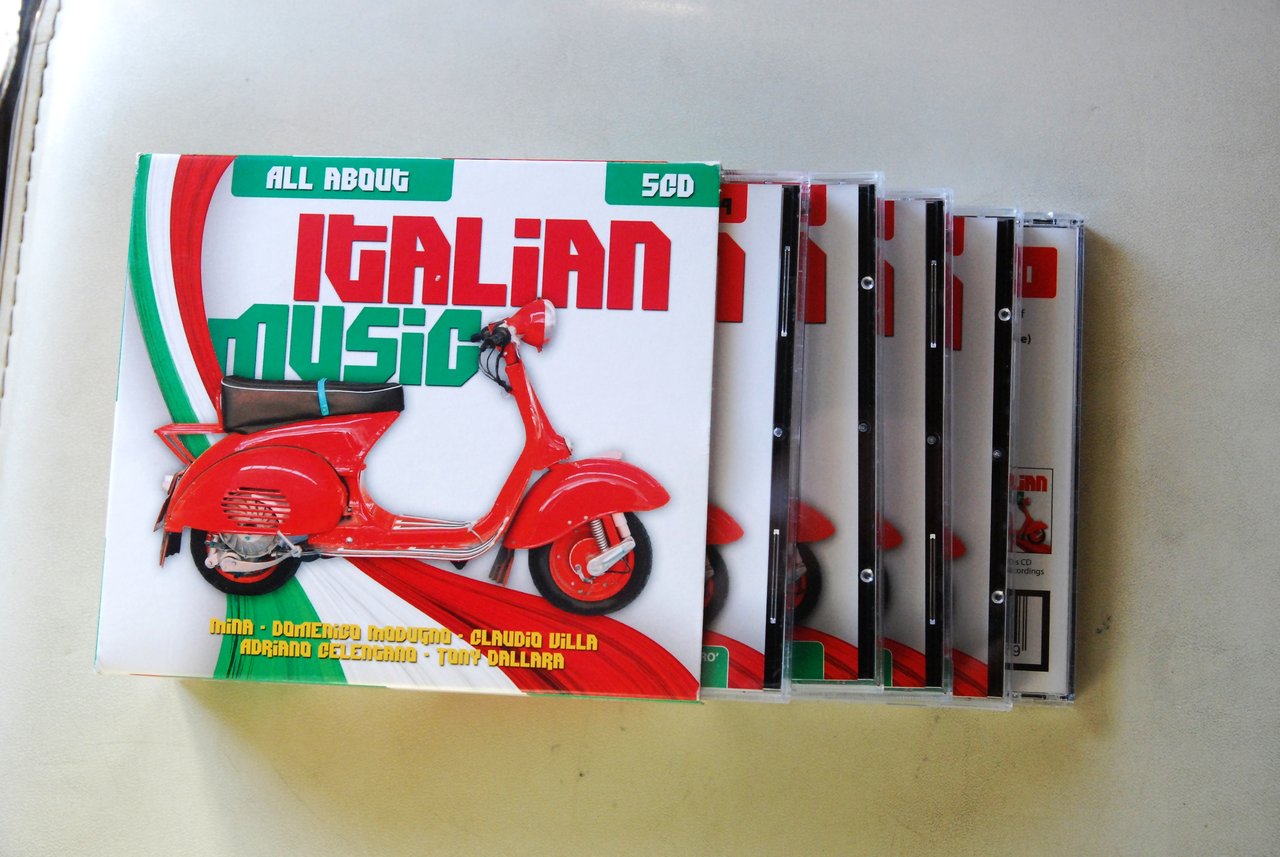 ALL ABOUT
5CD
ITALIAN
MUSIC
MINA · DOMENICO MODUGNO · CLAUDIO VILLA
ADRIANO CELENTANO · TONY DALLARA